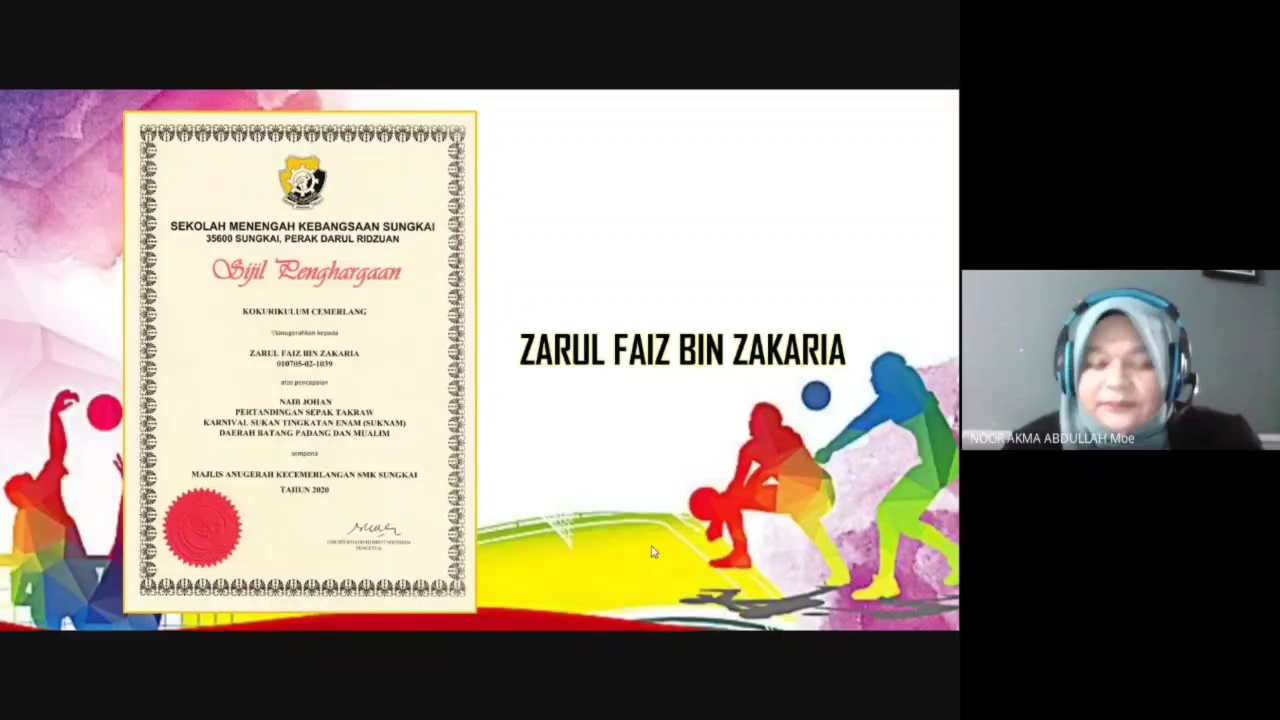 SEKOLAH MENENGAH KEBANGSAAN SUNGKAI
35600 SUNGKAI, PERAK DARUL RIDZUAN
Sijil Penghargaan
KOKURIKULUM CEMERLANG
Dianugerahkan kepada
ZARUL FAIZ BIN ZAKARIA
010705-02-1039
atas pencapaian
NAIB JOHAN
PERTANDINGAN SEPAK TAKRAW
KARNIVAL SUKAN TINGKATAN ENAM (SUKNAM)
DAERAH BATANG PADANG DAN MUALIM
sempena
MAJLIS ANUGERAH KECEMERLANGAN SMK SUNGKAI
TAHUN 2020
PENGETUA
ZARUL FAIZ BIN ZAKARIA
NOOR AKMA ABDULLAH Moe